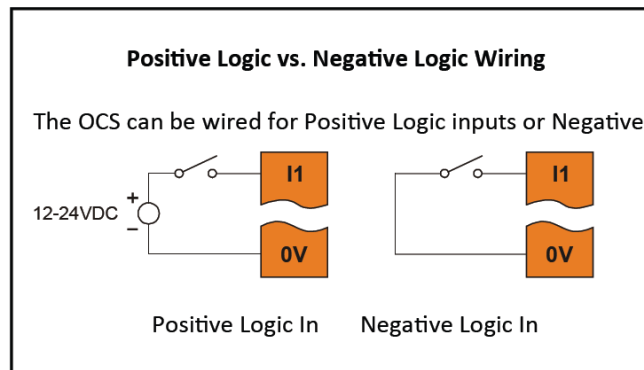 Positive Logic vs. Negative Logic Wiring
The OCS can be wired for Positive Logic inputs or Negative
I1
I1
+
12-24VDC
−
0V
0V
Positive Logic In
Negative Logic In